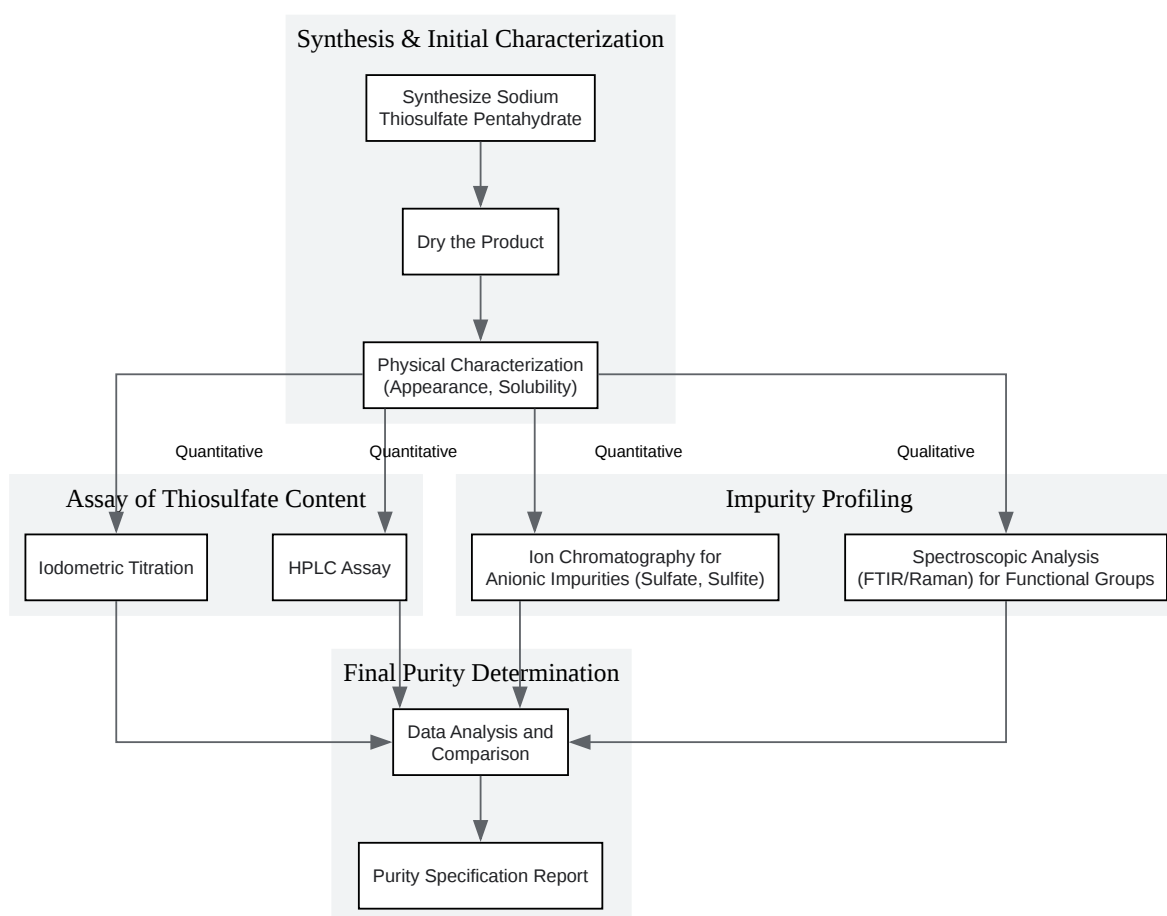 Synthesis & Initial Characterization
Synthesize Sodium
Thiosulfate Pentahydrate
Dry the Product
Physical Characterization
(Appearance, Solubility)
Quantitative
Quantitative
Quantitative
Qualitative
Assay of Thiosulfate Content
Impurity Profiling
Iodometric Titration
HPLC Assay
Ion Chromatography for
Anionic Impurities (Sulfate, Sulfite)
Spectroscopic Analysis
(FTIR/Raman) for Functional Groups
Final Purity Determination
Data Analysis and
Comparison
Purity Specification Report